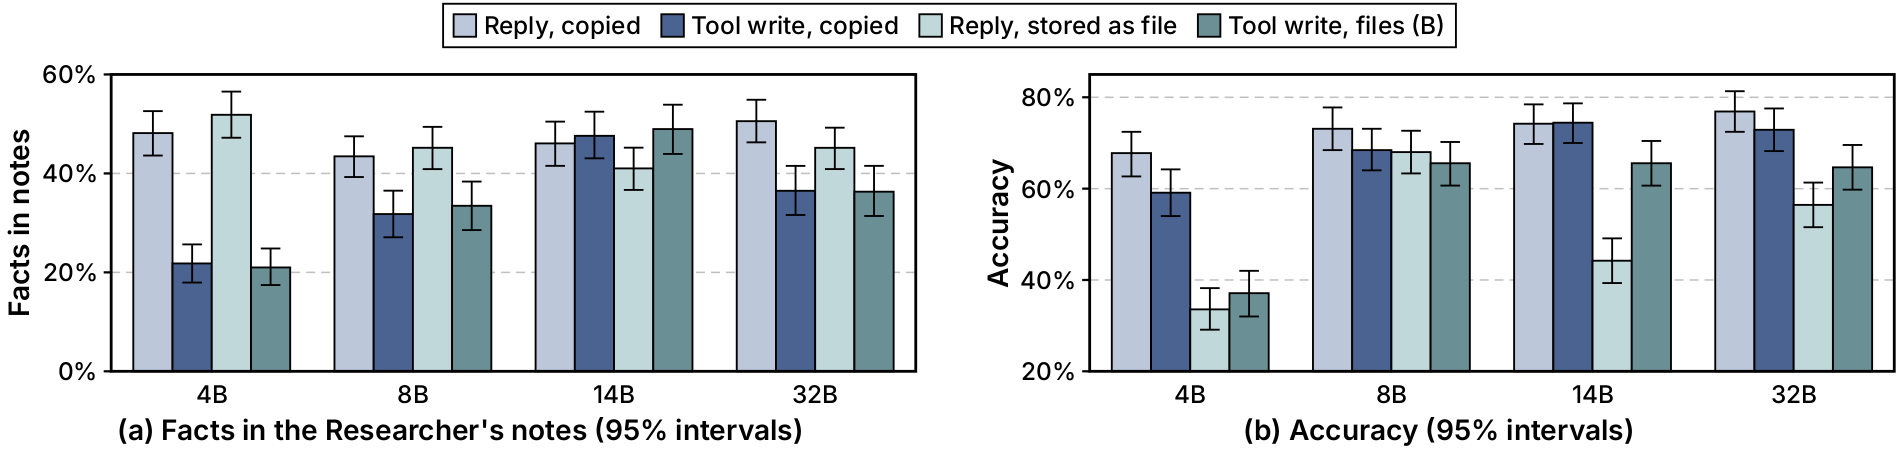 Reply, copied Tool write, copied Reply, stored as file Tool write, files (B)
60%
40%
20%
0%
Facts in notes
4B 8B 14B 32B
(a) Facts in the Researcher's notes (95% intervals)
80%
60%
40%
20%
Accuracy
4B 8B 14B 32B
(b) Accuracy (95% intervals)